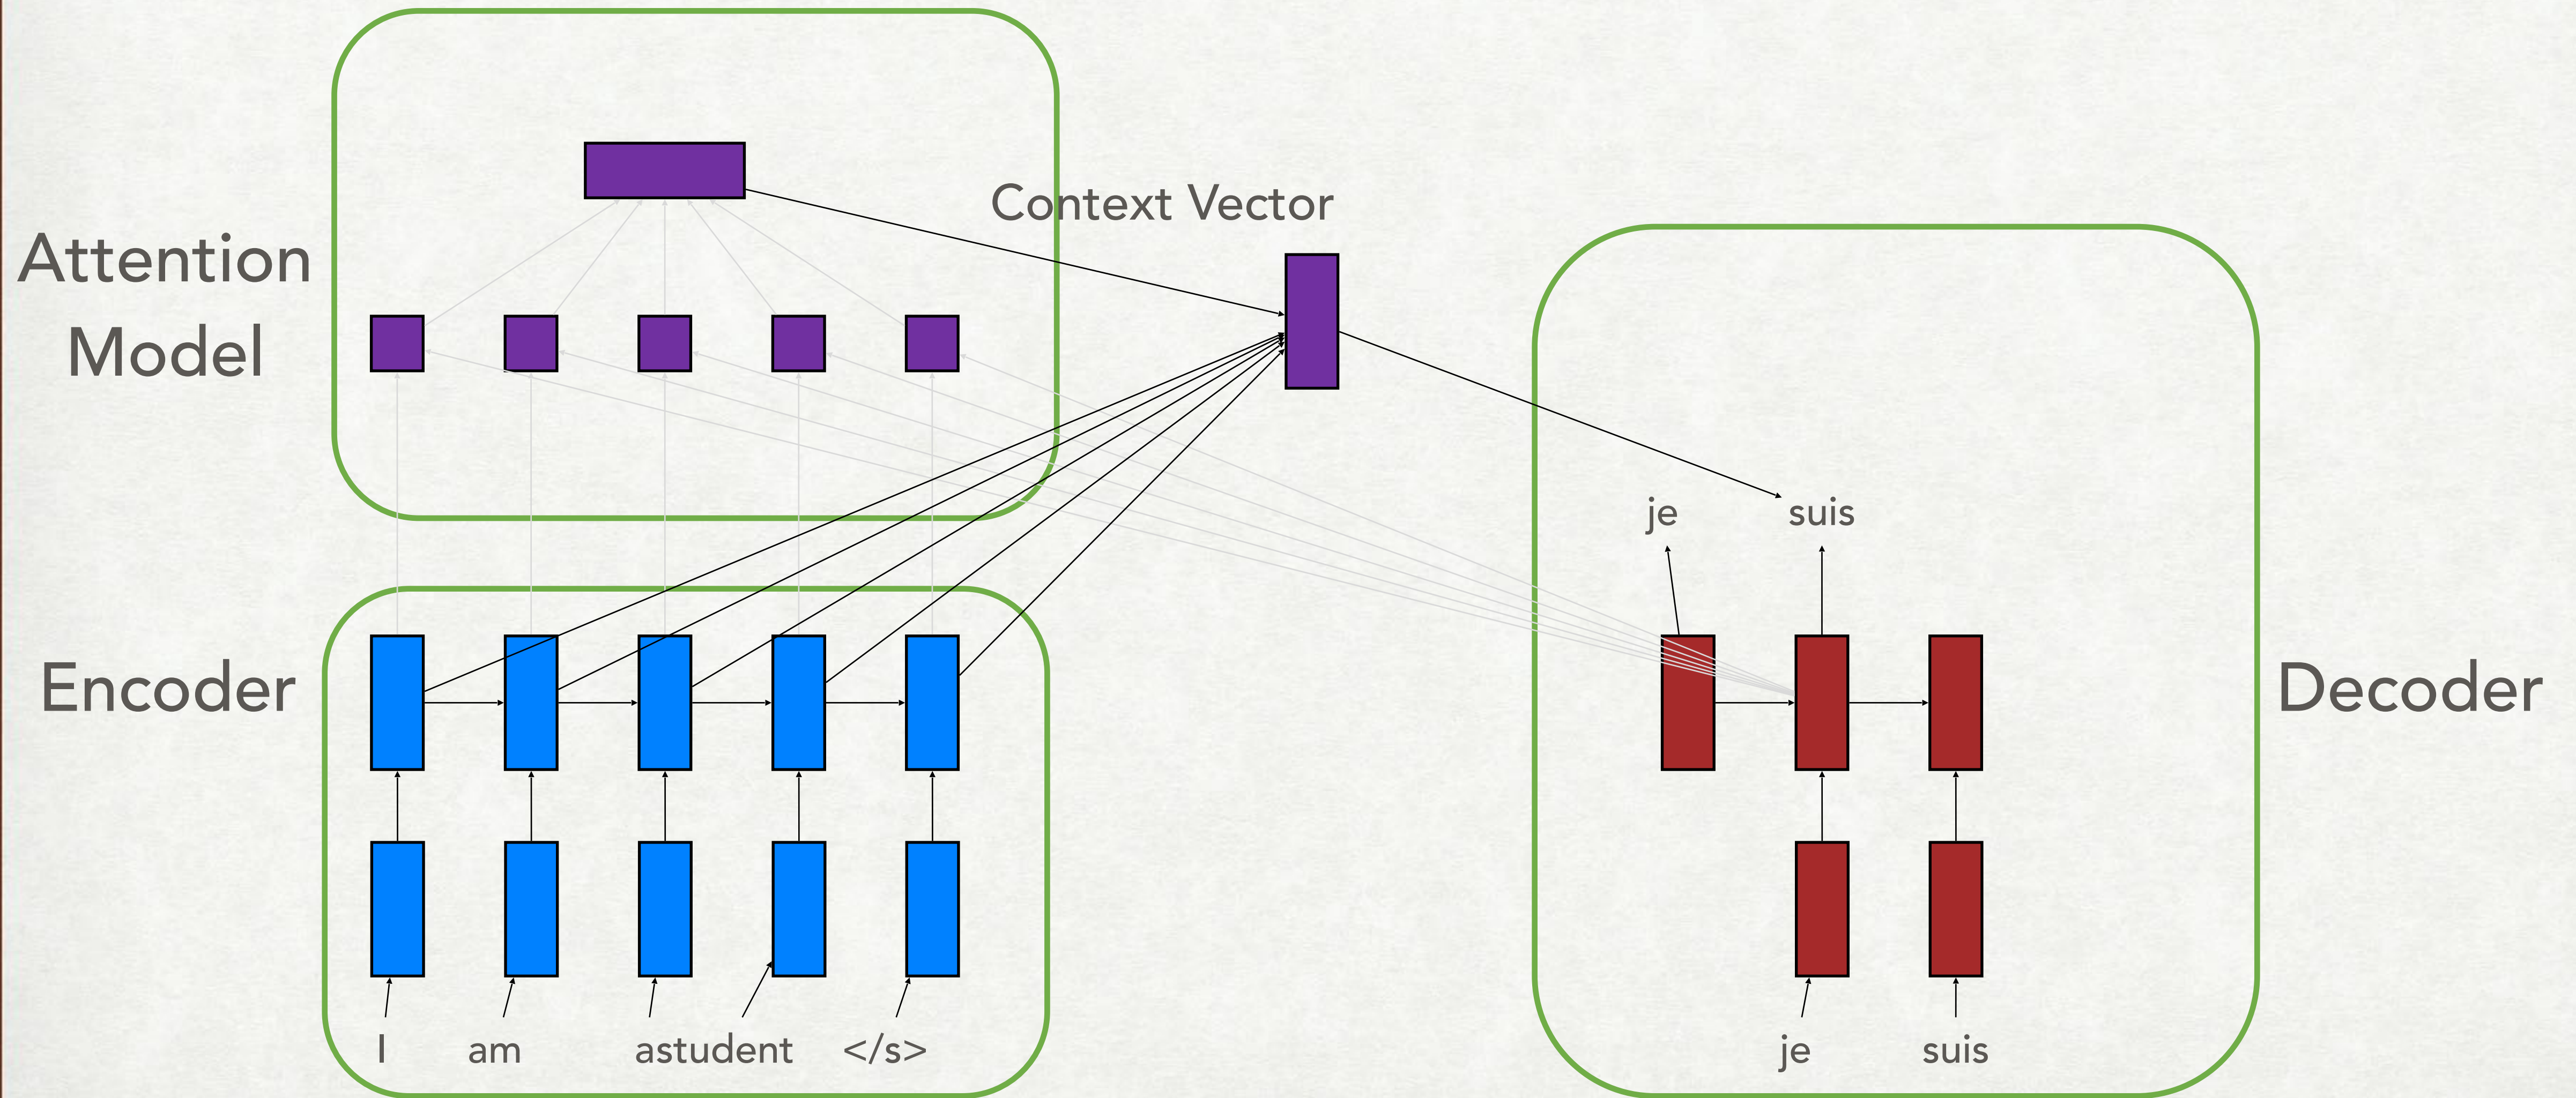 Context Vector
Attention
Model
je suis
Encoder
Decoder
I am astudent </s>
je suis